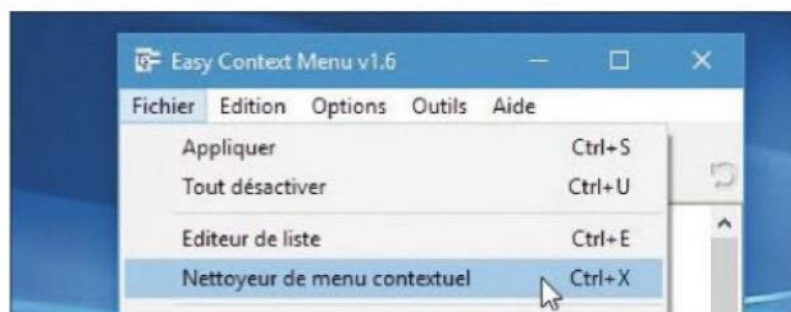 Easy Context Menu v1.6
Fichier Edition Options Outils Aide
Appliquer Ctrl+S
Tout désactiver Ctrl+U
Editeur de liste Ctrl+E
Nettoyeur de menu contextuel Ctrl+X